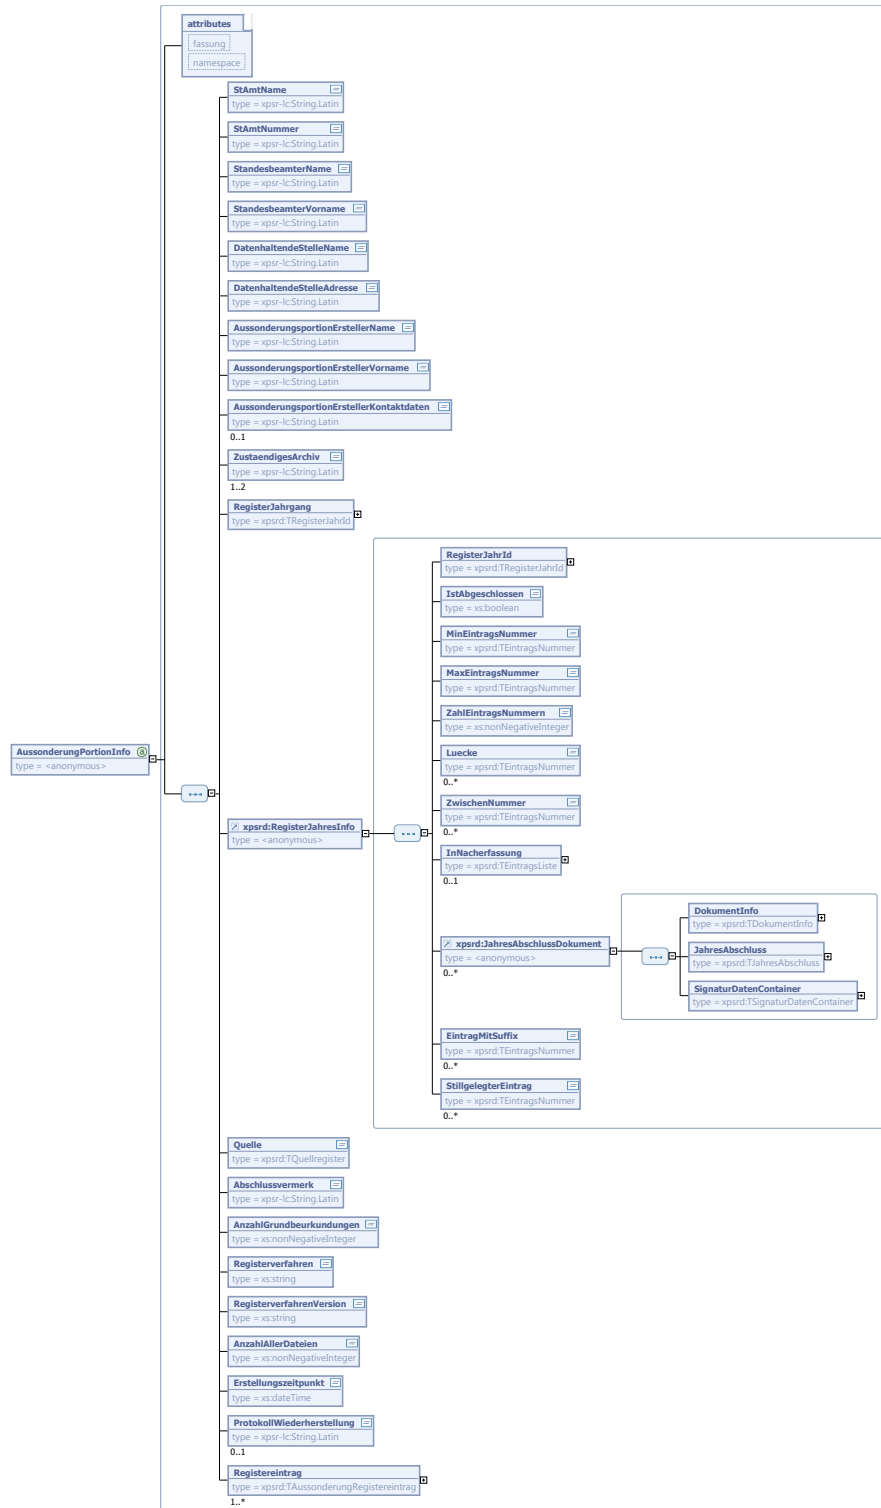 attributes
fassung
namespace
StAmtName
type = xpsr-lc:String.Latin
StAmtNummer
type = xpsr-lc:String.Latin
StandesbeamterName
type = xpsr-lc:String.Latin
StandesbeamterVorname
type = xpsr-lc:String.Latin
DatenhaltendeStelleName
type = xpsr-lc:String.Latin
DatenhaltendeStelleAdresse
type = xpsr-lc:String.Latin
AussonderungsportionErstellerName
type = xpsr-lc:String.Latin
AussonderungsportionErstellerVorname
type = xpsr-lc:String.Latin
AussonderungsportionErstellerKontaktdaten
type = xpsr-lc:String.Latin
0..1
ZustaendigesArchiv
type = xpsr-lc:String.Latin
1..2
RegisterJahrgang
type = xpsrd:TRegisterJahrId
RegisterJahrId
type = xpsrd:TRegisterJahrId
IstAbgeschlossen
type = xs:boolean
MinEintragsNummer
type = xpsrd:TEintragsNummer
MaxEintragsNummer
type = xpsrd:TEintragsNummer
ZahlEintragsNummern
type = xs:nonNegativeInteger
AussonderungPortionInfo
type = <anonymous>
Luecke
type = xpsrd:TEintragsNummer
0..*
ZwischenNummer
type = xpsrd:TEintragsNummer
0..*
xpsrd:RegisterJahresInfo
type = <anonymous>
InNacherfassung
type = xpsrd:TEintragsListe
0..1
xpsrd:JahresAbschlussDokument
type = <anonymous>
0..*
DokumentInfo
type = xpsrd:TDokumentInfo
JahresAbschluss
type = xpsrd:TJahresAbschluss
SignaturDatenContainer
type = xpsrd:TSignaturDatenContainer
EintragMitSuffix
type = xpsrd:TEintragsNummer
0..*
StillgelegterEintrag
type = xpsrd:TEintragsNummer
0..*
Quelle
type = xpsrd:TQuellregister
Abschlussvermerk
type = xpsr-lc:String.Latin
AnzahlGrundbeurkundungen
type = xs:nonNegativeInteger
Registerverfahren
type = xs:string
RegisterverfahrenVersion
type = xs:string
AnzahlAllerDateien
type = xs:nonNegativeInteger
Erstellungszeitpunkt
type = xs:dateTime
ProtokollWiederherstellung
type = xpsr-lc:String.Latin
0..1
Registereintrag
type = xpsrd:TAussonderungRegistereintrag
1..*